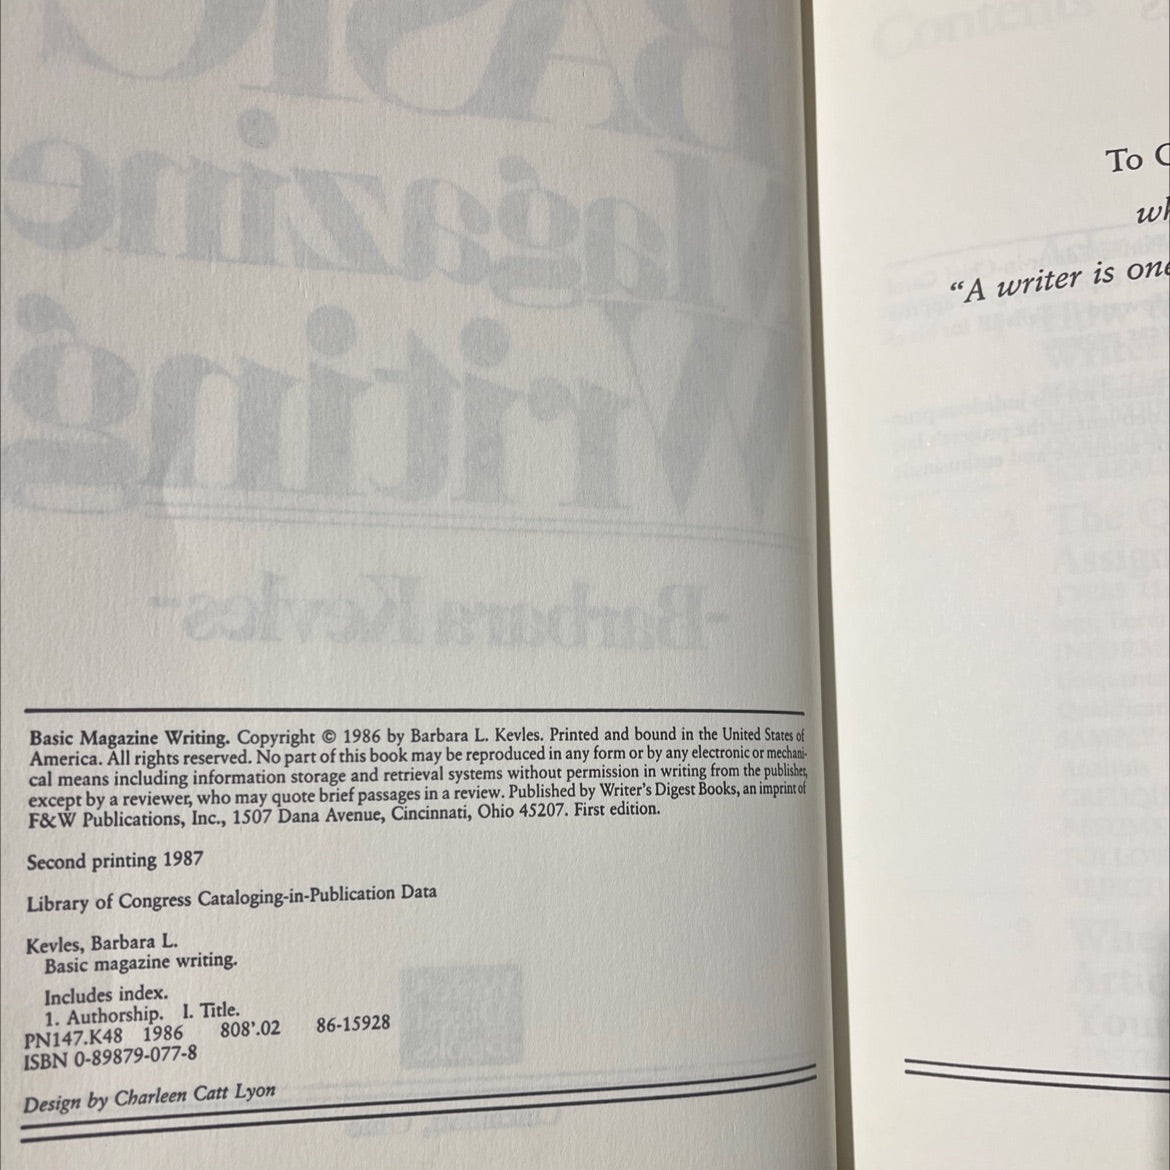 Basic Magazine Writing. Copyright © 1986 by Barbara L. Kevles. Printed and bound in the United States of
America. All rights reserved. No part of this book may be reproduced in any form or by any electronic or mechani-
cal means including information storage and retrieval systems without permission in writing from the publisher,
except by a reviewer, who may quote brief passages in a review. Published by Writer's Digest Books, an imprint of
F&W Publications, Inc., 1507 Dana Avenue, Cincinnati, Ohio 45207. First edition.
Second printing 1987
Library of Congress Cataloging-in-Publication Data
Kevles, Barbara L.
Basic magazine writing.
Includes index.
1. Authorship. I. Title.
PN147.K48 1986 808'.02 86-15928
ISBN 0-89879-077-8
Design by Charleen Catt Lyon
To
"A writer is